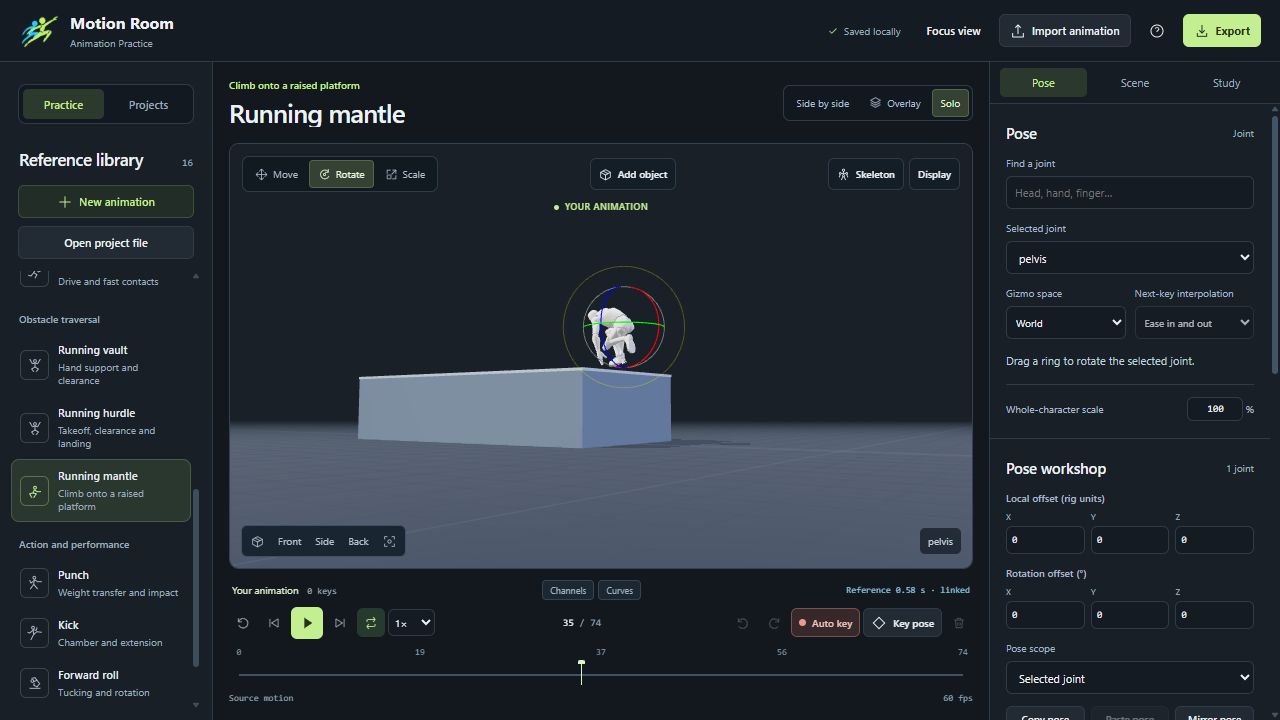 Motion Room
Animation Practice
Saved locally
Focus view
Import animation
Export
Practice
Projects
Reference library
16
New animation
Open project file
Drive and fast contacts
Obstacle traversal
Running vault
Hand support and
clearance
Running hurdle
Takeoff, clearance and
landing
Running mantle
Climb onto a raised
platform
Action and performance
Punch
Weight transfer and impact
Kick
Chamber and extension
Forward roll
Tucking and rotation
Climb onto a raised platform
Running mantle
Side by side
Overlay
Solo
Move
Rotate
Scale
Add object
Skeleton
Display
YOUR ANIMATION
Front
Side
Back
pelvis
Your animation 0 keys
Channels
Curves
Reference 0.58 s · linked
1x
35 / 74
Auto key
Key pose
0
19
37
56
74
Source motion
60 fps
Pose
Scene
Study
Pose
Joint
Find a joint
Head, hand, finger...
Selected joint
pelvis
Gizmo space
Next-key interpolation
World
Ease in and out
Drag a ring to rotate the selected joint.
Whole-character scale
100 %
Pose workshop
1 joint
Local offset (rig units)
X Y Z
0 0 0
Rotation offset (°)
X Y Z
0 0 0
Pose scope
Selected joint
Copy pose
Paste pose
Mirror pose